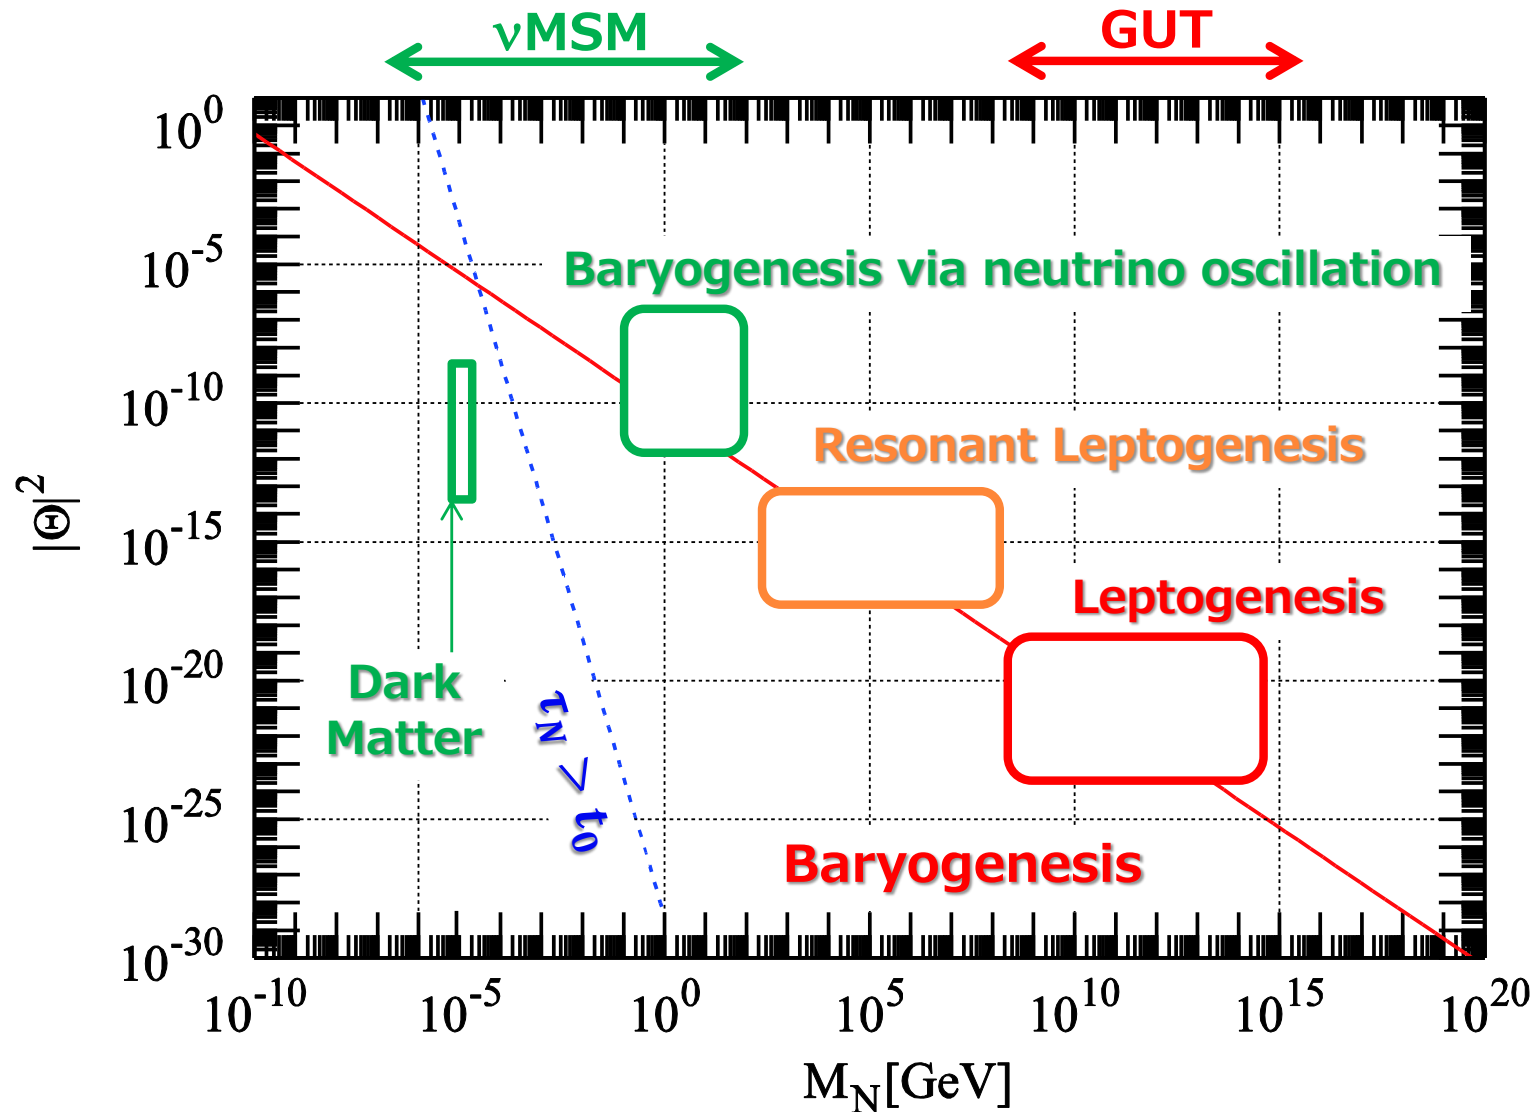 νMSM
GUT
10^0
10^-5
10^-10
10^-15
10^-20
10^-25
10^-30
|Θ|^2
Baryogenesis via neutrino oscillation
Resonant Leptogenesis
Leptogenesis
Dark
Matter
τ_N > t_0
Baryogenesis
10^-10
10^-5
10^0
10^5
10^10
10^15
10^20
M_N[GeV]